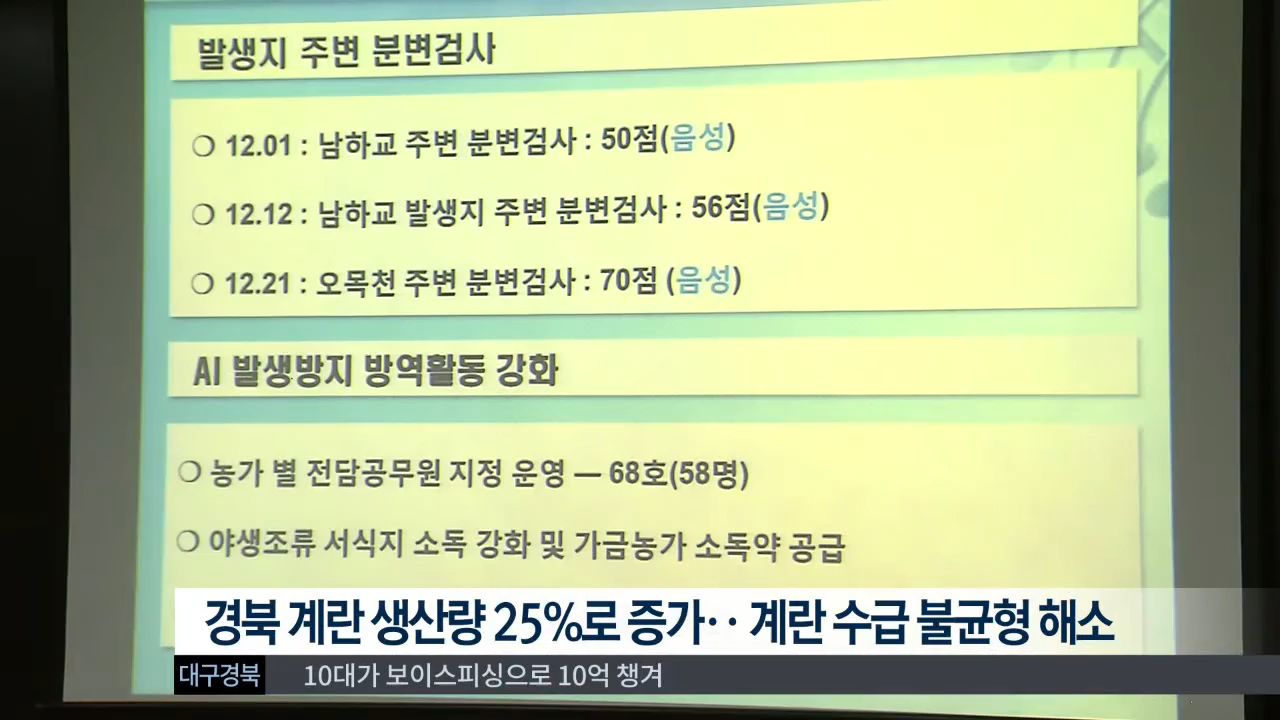 발생지 주변 분변검사
❍ 12.01 : 남하교 주변 분변검사 : 50점(음성)
❍ 12.12 : 남하교 발생지 주변 분변검사 : 56점(음성)
❍ 12.21 : 오목천 주변 분변검사 : 70점 (음성)
AI 발생방지 방역활동 강화
❍ 농가 별 전담공무원 지정 운영 — 68호(58명)
❍ 야생조류 서식지 소독 강화 및 가금농가 소독약 공급
경북 계란 생산량 25%로 증가‥ 계란 수급 불균형 해소
대구경북 10대가 보이스피싱으로 10억 챙겨